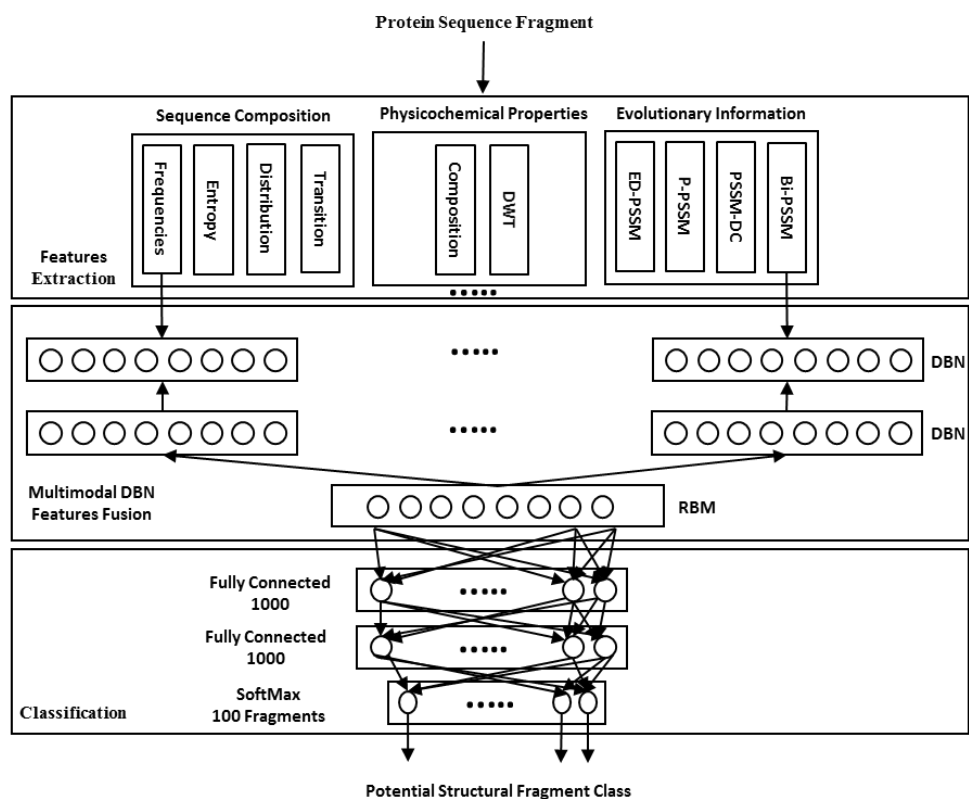 Protein Sequence Fragment
Sequence Composition
Physicochemical Properties
Evolutionary Information
Frequencies
Entropy
Distribution
Transition
Composition
DWT
ED-PSSM
P-PSSM
PSSM-DC
Bi-PSSM
Features
Extraction
DBN
DBN
Multimodal DBN
Features Fusion
RBM
Fully Connected
1000
Fully Connected
1000
SoftMax
100 Fragments
Classification
Potential Structural Fragment Class